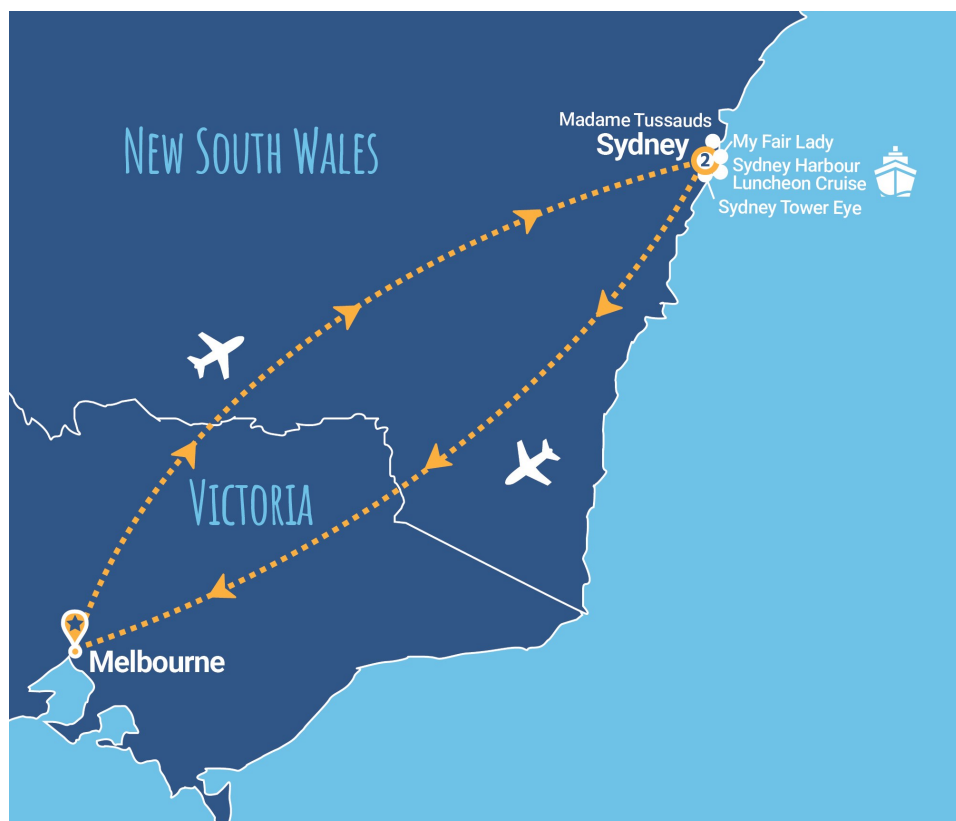 NEW SOUTH WALES
Madame Tussauds
Sydney
2
My Fair Lady
Sydney Harbour
Luncheon Cruise
Sydney Tower Eye
VICTORIA
Melbourne